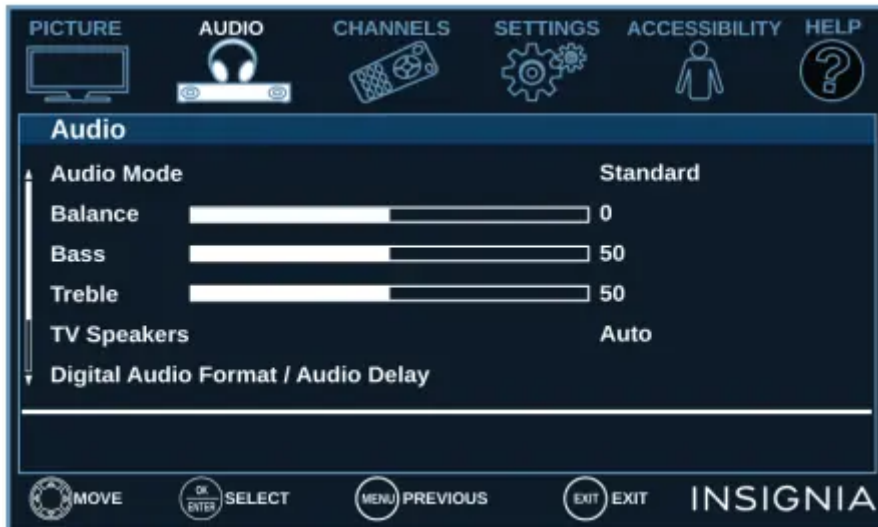 PICTURE AUDIO CHANNELS SETTINGS ACCESSIBILITY HELP
?
Audio
Audio Mode Standard
Balance 0
Bass 50
Treble 50
TV Speakers Auto
Digital Audio Format / Audio Delay
MOVE OK ENTER SELECT MENU PREVIOUS EXIT EXIT INSIGNIA